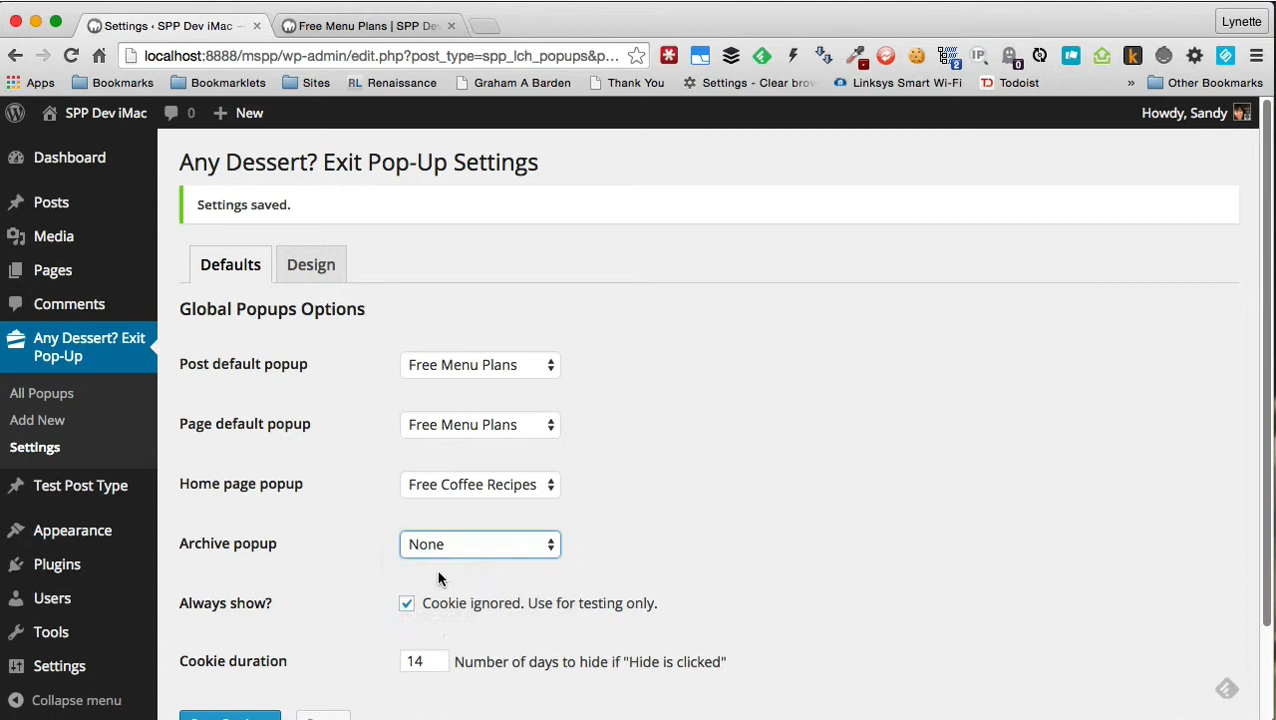 Settings ‹ SPP Dev iMac
Free Menu Plans | SPP De
Lynette
localhost:8888/mspp/wp-admin/edit.php?post_type=spp_lch_popups&p...
Apps
Bookmarks
Bookmarklets
Sites
RL Renaissance
Graham A Barden
Thank You
Settings - Clear brow
Linksys Smart Wi-Fi
Todoist
»
Other Bookmarks
SPP Dev iMac
0
New
Howdy, Sandy
Dashboard
Posts
Media
Pages
Comments
Any Dessert? Exit
Pop-Up
All Popups
Add New
Settings
Test Post Type
Appearance
Plugins
Users
Tools
Settings
Collapse menu
Any Dessert? Exit Pop-Up Settings
Settings saved.
Defaults
Design
Global Popups Options
Post default popup
Free Menu Plans
Page default popup
Free Menu Plans
Home page popup
Free Coffee Recipes
Archive popup
None
Always show?
Cookie ignored. Use for testing only.
Cookie duration
14
Number of days to hide if "Hide is clicked"